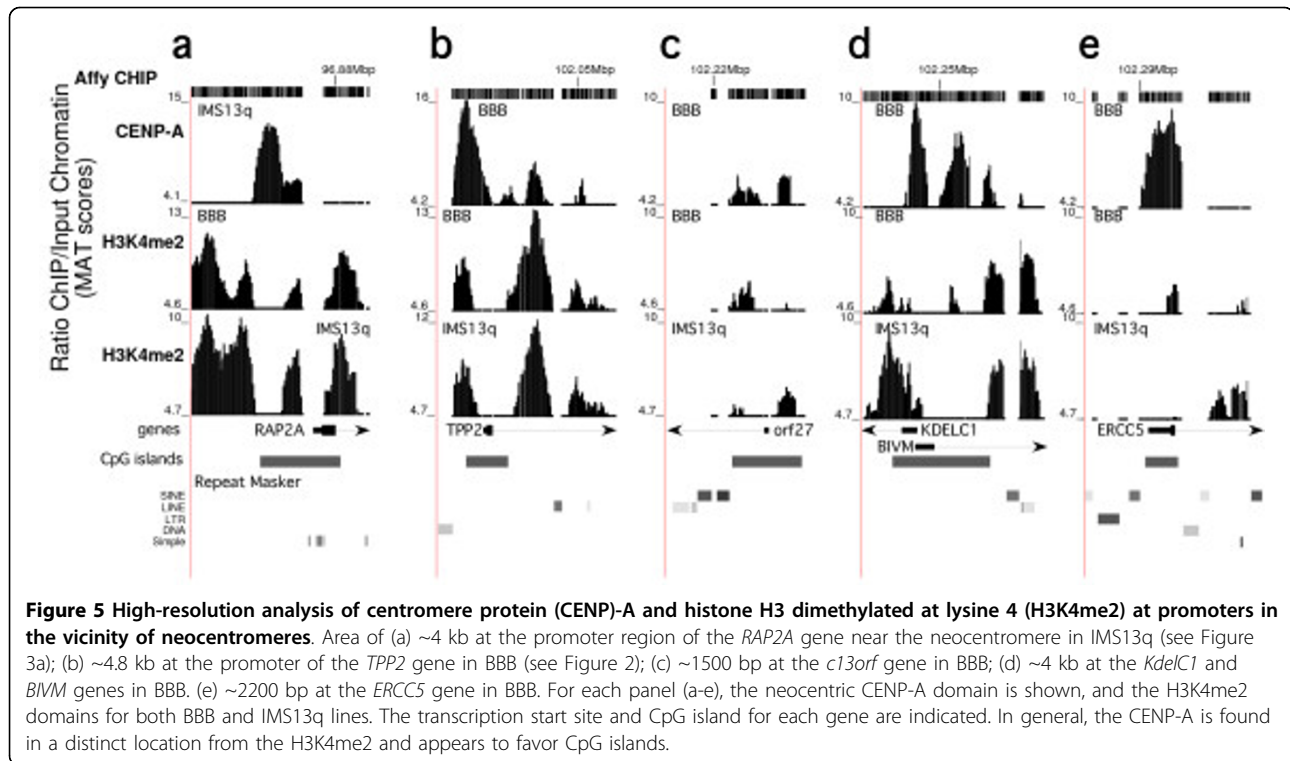 a b c d e
Affy CHIP
96.88Mbp 102.05Mbp 102.22Mbp 102.25Mbp 102.29Mbp
15 16 10 10 10
IMS13q BBB BBB BBB BBB
CENP-A
4.1 4.2 4.2 4.2 4.2
13 13 10 10 10
BBB BBB BBB BBB BBB
H3K4me2
4.6 4.6 4.6 4.6
10 12 10 10 10
IMS13q IMS13q IMS13q IMS13q IMS13q
H3K4me2
4.7 4.7 4.7 4.7 4.7
Ratio ChIP/Input Chromatin
(MAT scores)
genes RAP2A TPP2 orf27 KDELC1 ERCC5
BIVM
CpG islands
Repeat Masker
SINE
LINE
LTR
DNA
Simple
Figure 5 High-resolution analysis of centromere protein (CENP)-A and histone H3 dimethylated at lysine 4 (H3K4me2) at promoters in
the vicinity of neocentromeres. Area of (a) ~4 kb at the promoter region of the RAP2A gene near the neocentromere in IMS13q (see Figure
3a); (b) ~4.8 kb at the promoter of the TPP2 gene in BBB (see Figure 2); (c) ~1500 bp at the c13orf gene in BBB; (d) ~4 kb at the KdelC1 and
BIVM genes in BBB. (e) ~2200 bp at the ERCC5 gene in BBB. For each panel (a-e), the neocentric CENP-A domain is shown, and the H3K4me2
domains for both BBB and IMS13q lines. The transcription start site and CpG island for each gene are indicated. In general, the CENP-A is found
in a distinct location from the H3K4me2 and appears to favor CpG islands.